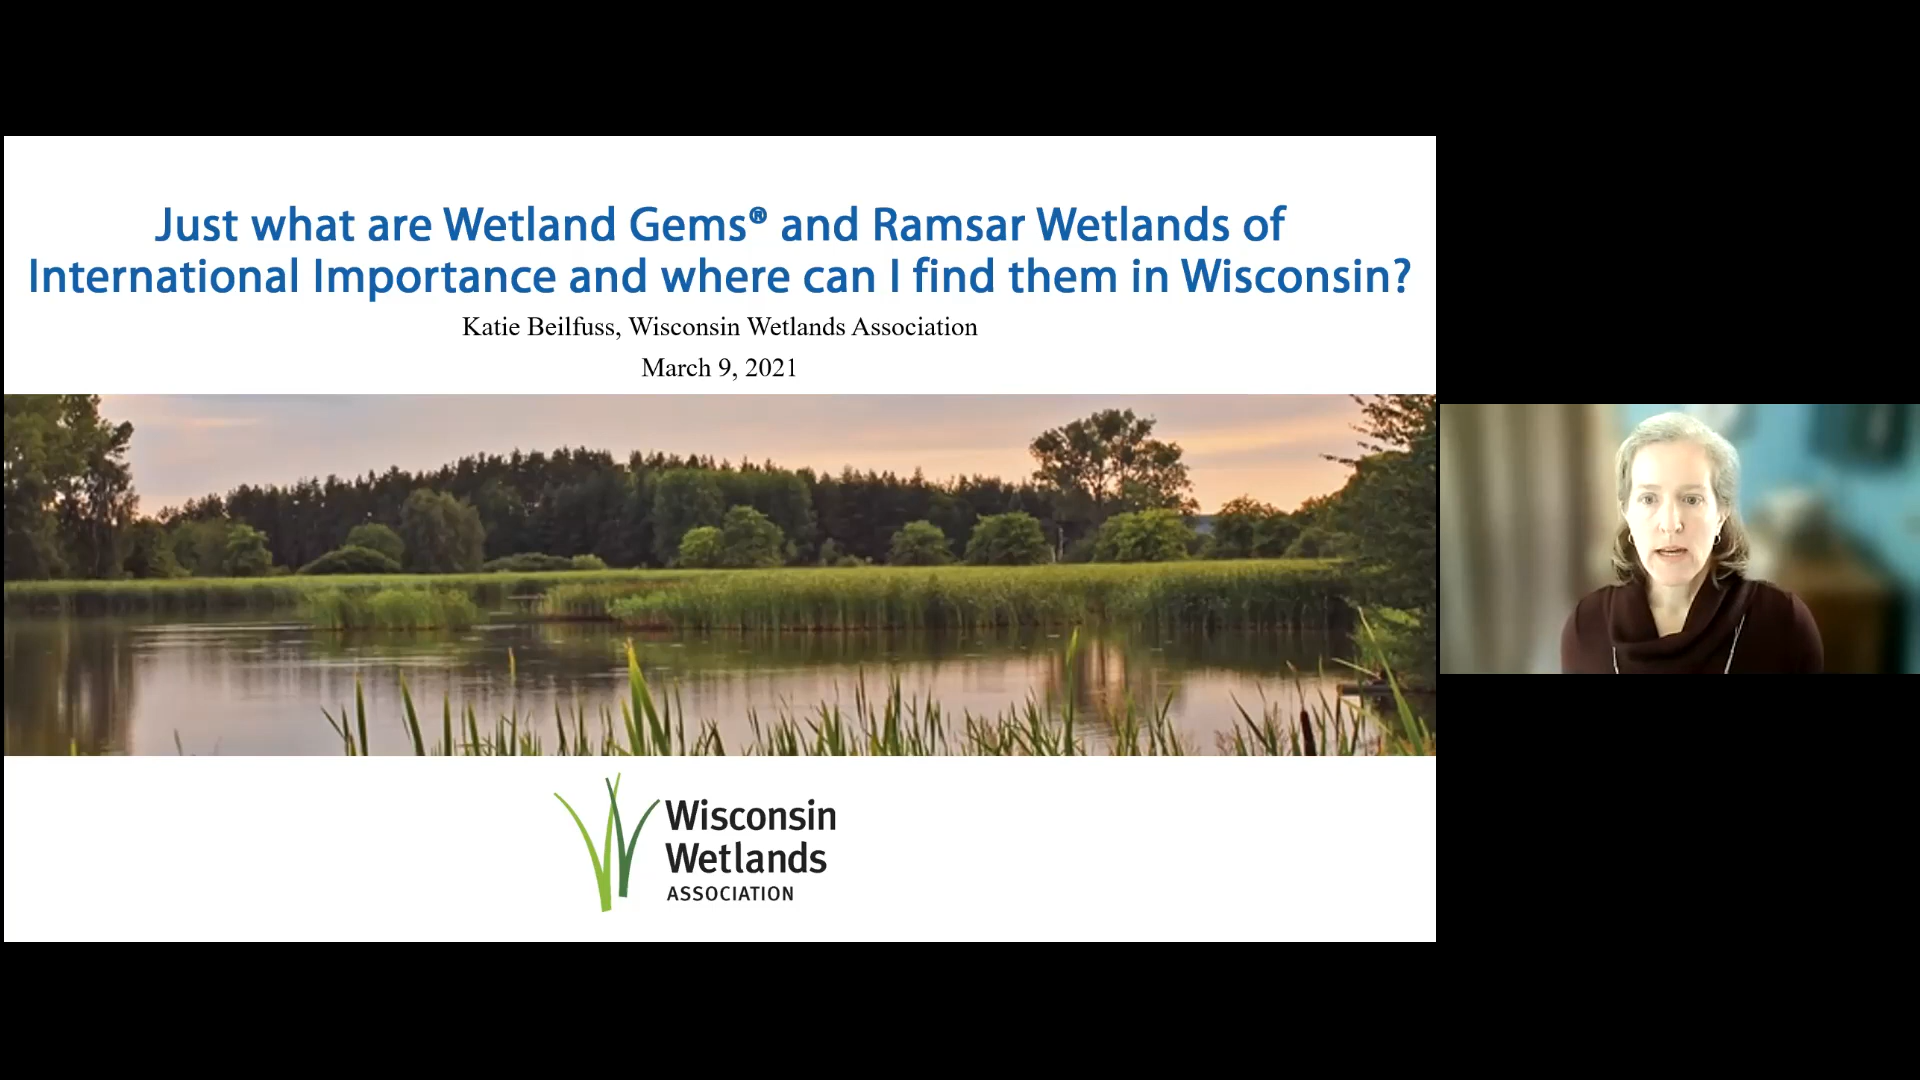 Just what are Wetland Gems® and Ramsar Wetlands of
International Importance and where can I find them in Wisconsin?
Katie Beilfuss, Wisconsin Wetlands Association
March 9, 2021
Wisconsin
Wetlands
ASSOCIATION